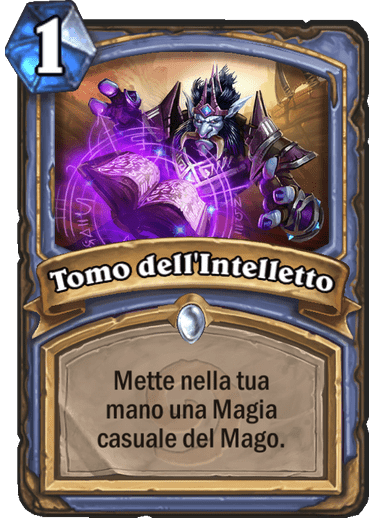 1
Tomo dell'Intelletto
Mette nella tua
mano una Magia
casuale del Mago.